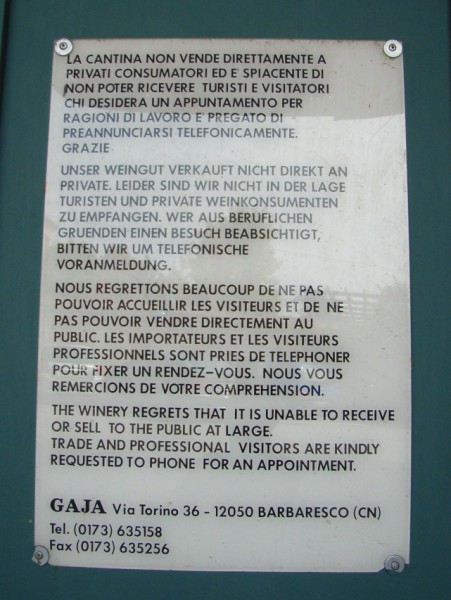 LA CANTINA NON VENDE DIRETTAMENTE A
PRIVATI CONSUMATORI ED E' SPIACENTE DI
NON POTER RICEVERE TURISTI E VISITATORI
CHI DESIDERA UN APPUNTAMENTO PER
RAGIONI DI LAVORO E' PREGATO DI
PREANNUNCIARSI TELEFONICAMENTE.
GRAZIE
UNSER WEINGUT VERKAUFT NICHT DIREKT AN
PRIVATE. LEIDER SIND WIR NICHT IN DER LAGE
TURISTEN UND PRIVATE WEINKONSUMENTEN
ZU EMPFANGEN. WER AUS BERUFLICHEN
GRUENDEN EINEN BESUCH BEABSICHTIGT,
BITTEN WIR UM TELEFONISCHE
VORANMELDUNG.
NOUS REGRETTONS BEAUCOUP DE NE PAS
POUVOIR ACCUEILLIR LES VISITEURS ET DE NE
PAS POUVOIR VENDRE DIRECTEMENT AU
PUBLIC. LES IMPORTATEURS ET LES VISITEURS
PROFESSIONNELS SONT PRIES DE TELEPHONER
POUR FIXER UN RENDEZ-VOUS. NOUS VOUS
REMERCIONS DE VOTRE COMPREHENSION.
THE WINERY REGRETS THAT IT IS UNABLE TO RECEIVE
OR SELL TO THE PUBLIC AT LARGE.
TRADE AND PROFESSIONAL VISITORS ARE KINDLY
REQUESTED TO PHONE FOR AN APPOINTMENT.
GAJA Via Torino 36 - 12050 BARBARESCO (CN)
Tel. (0173) 635158
Fax (0173) 635256